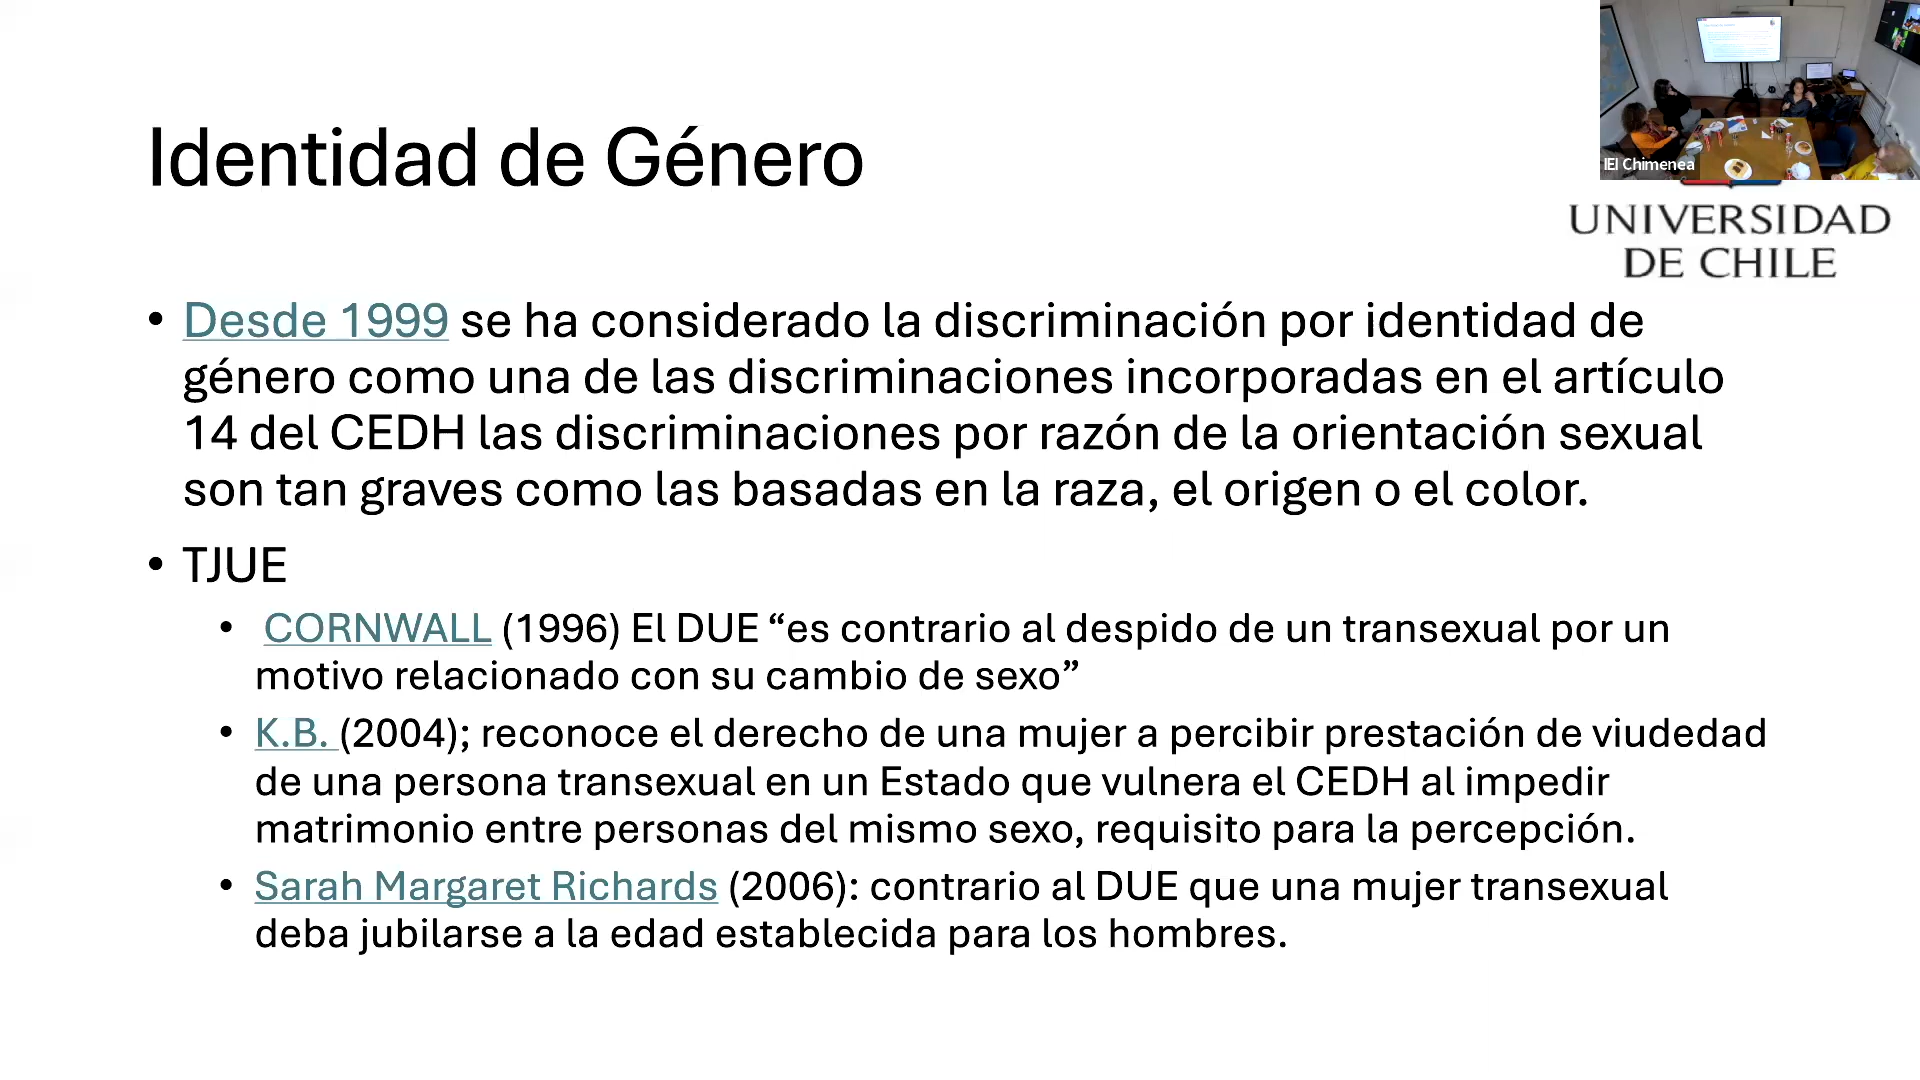 Identidad de Género
IEI Chimenea
UNIVERSIDAD
DE CHILE
• Desde 1999 se ha considerado la discriminación por identidad de
género como una de las discriminaciones incorporadas en el artículo
14 del CEDH las discriminaciones por razón de la orientación sexual
son tan graves como las basadas en la raza, el origen o el color.
• TJUE
• CORNWALL (1996) El DUE “es contrario al despido de un transexual por un
motivo relacionado con su cambio de sexo”
• K.B. (2004); reconoce el derecho de una mujer a percibir prestación de viudedad
de una persona transexual en un Estado que vulnera el CEDH al impedir
matrimonio entre personas del mismo sexo, requisito para la percepción.
• Sarah Margaret Richards (2006): contrario al DUE que una mujer transexual
deba jubilarse a la edad establecida para los hombres.